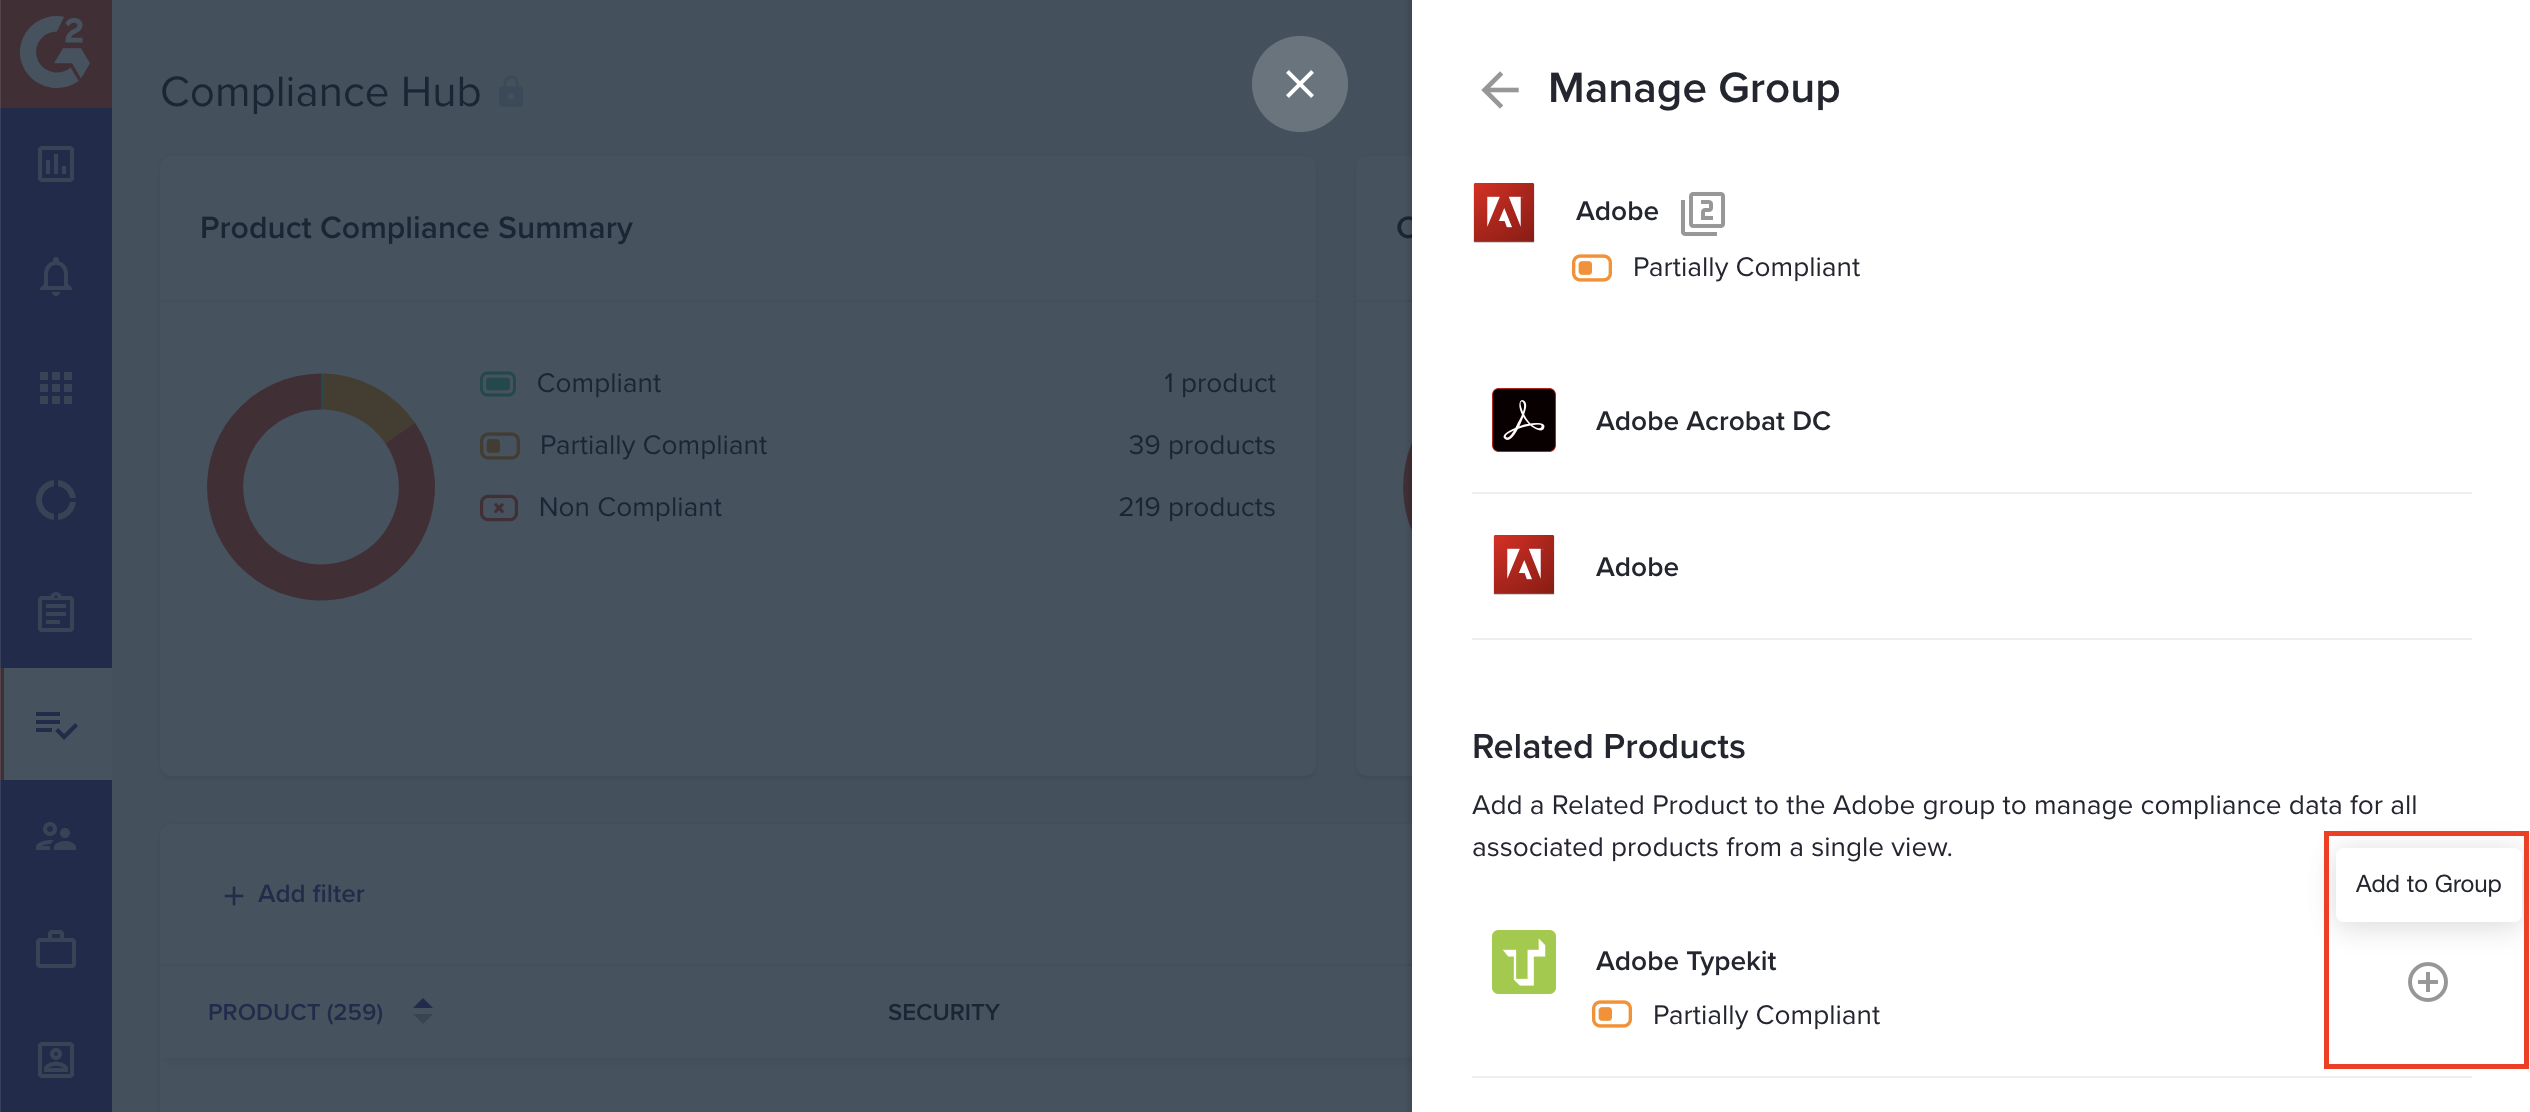 Compliance Hub
Product Compliance Summary
Compliant
1 product
Partially Compliant
39 products
Non Compliant
219 products
+ Add filter
PRODUCT (259)
SECURITY
Manage Group
Adobe
2
Partially Compliant
Adobe Acrobat DC
Adobe
Related Products
Add a Related Product to the Adobe group to manage compliance data for all
associated products from a single view.
Add to Group
Adobe Typekit
Partially Compliant